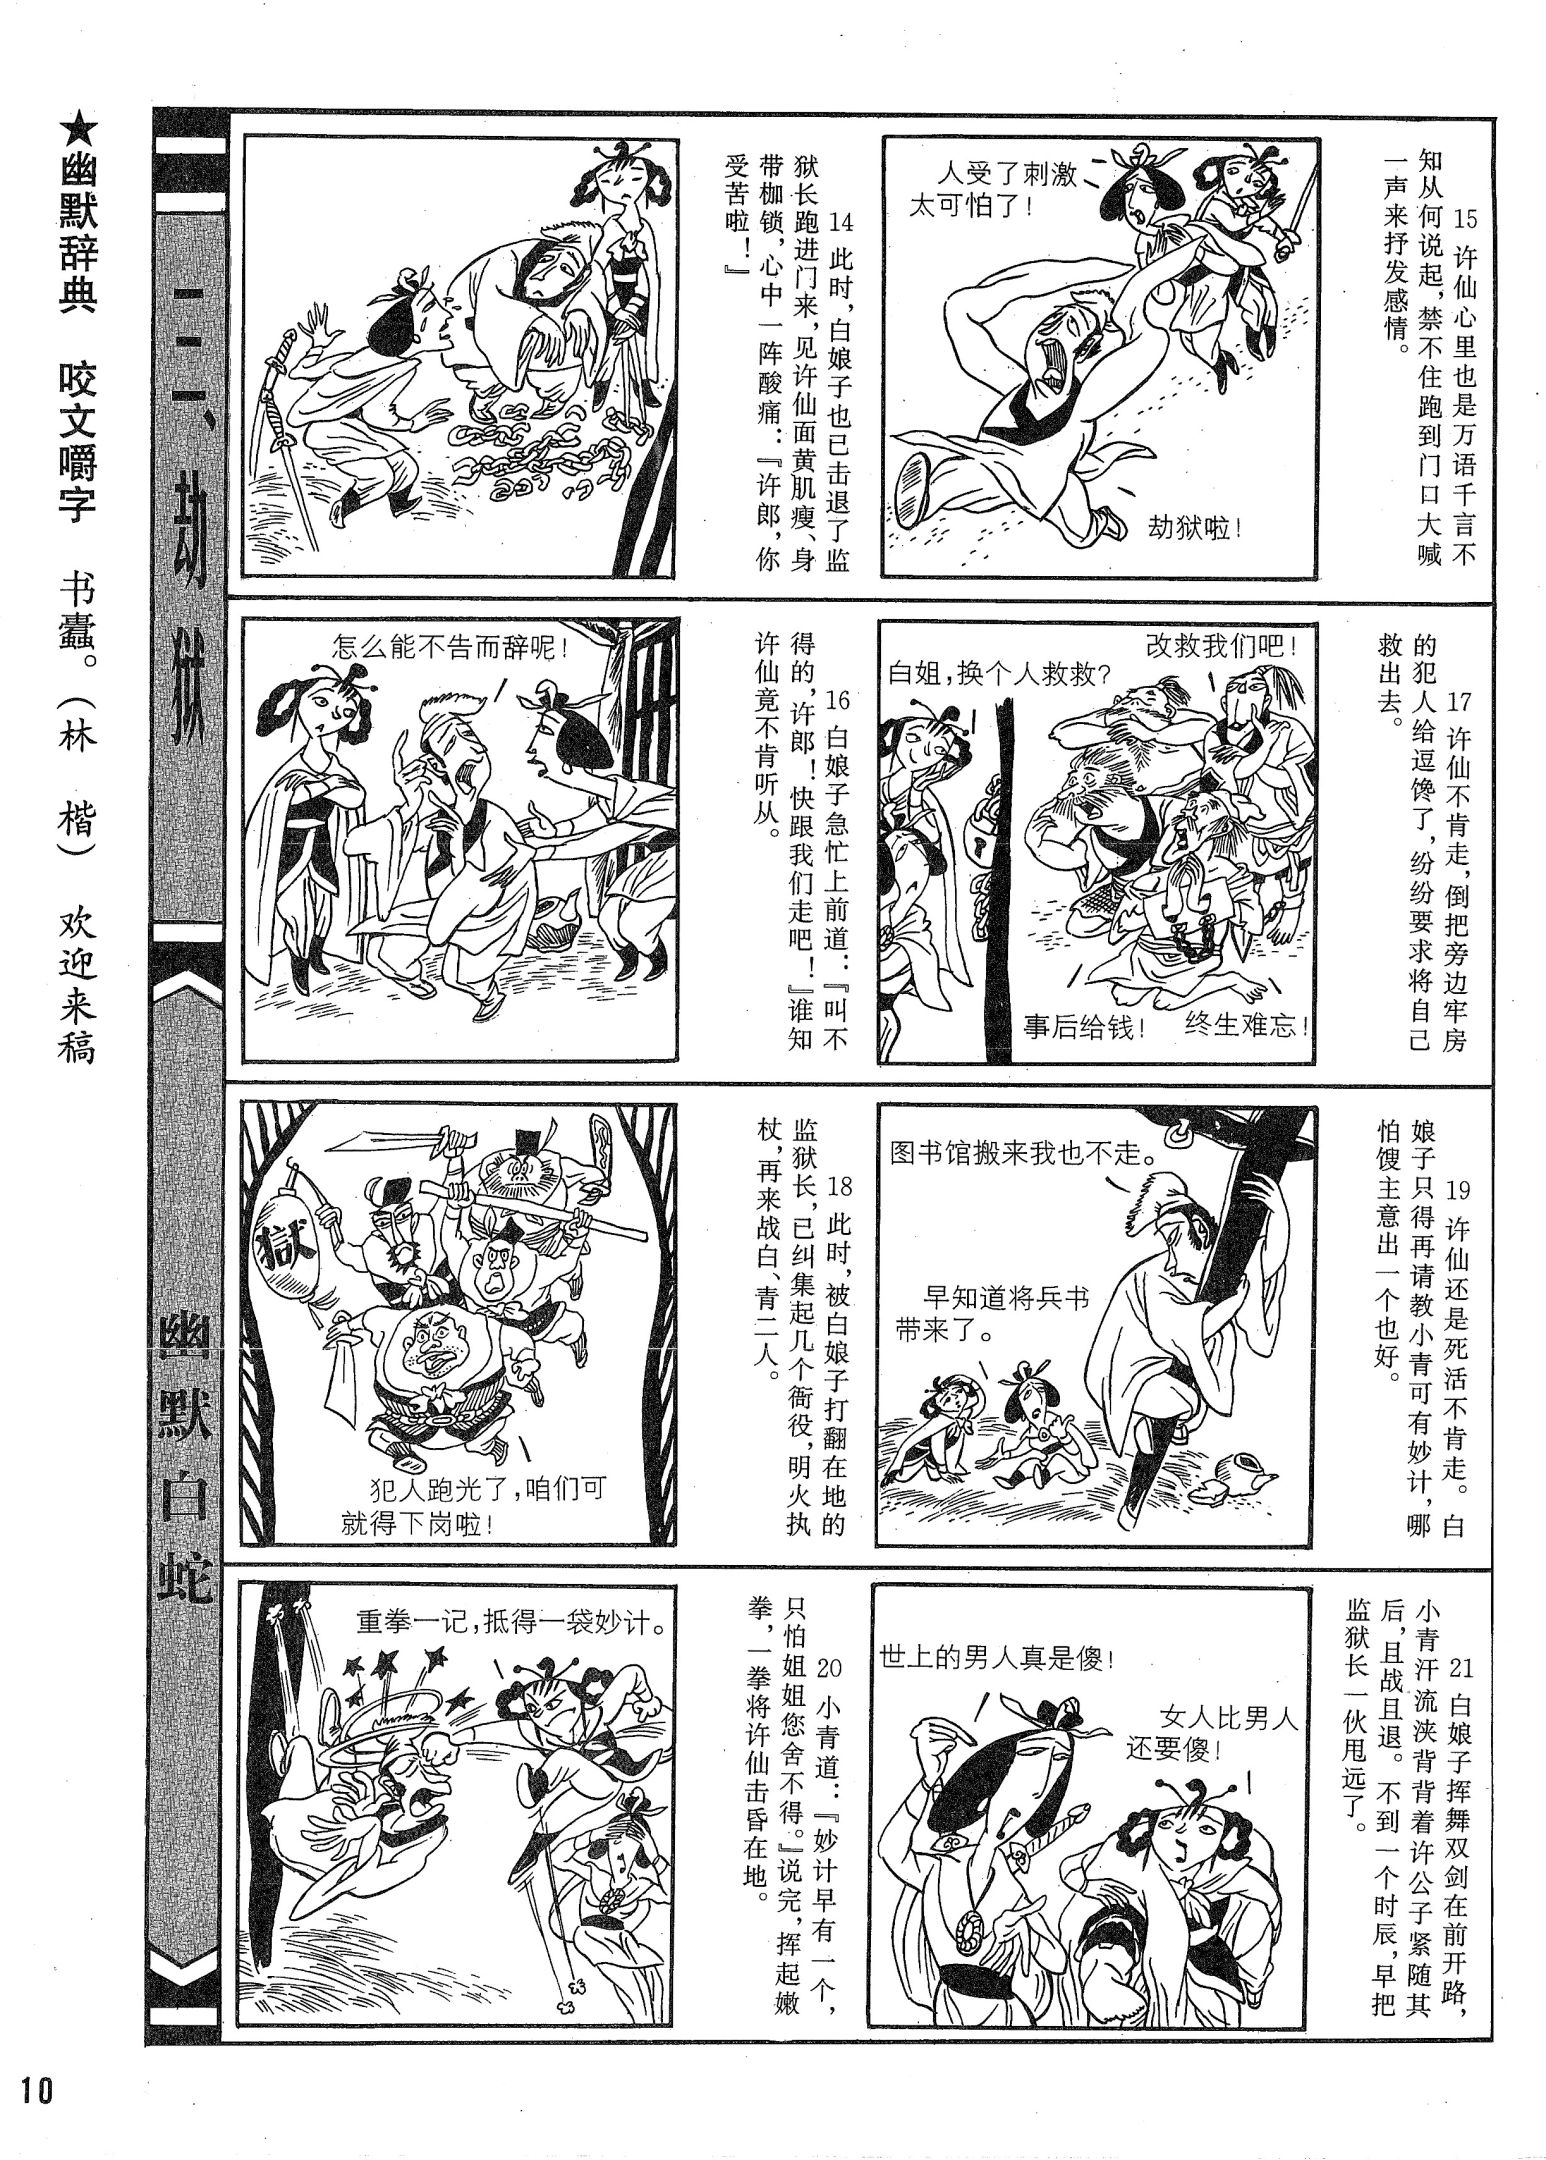 ★幽默辞典 咬文嚼字 书蠹。(林 楷) 欢迎来稿
二三、劫狱
幽默白蛇
14 此时,白娘子也已击退了监
狱长跑进门来,见许仙面黄肌瘦、身
带枷锁,心中一阵酸痛:『许郎,你
受苦啦!』
人受了刺激
太可怕了!
劫狱啦!
15 许仙心里也是万语千言不
知从何说起,禁不住跑到门口大喊
一声来抒发感情。
怎么能不告而辞呢!
16 白娘子急忙上前道:『叫不
得的,许郎!快跟我们走吧!』谁知
许仙竟不肯听从。
改救我们吧!
白姐,换个人救救?
事后给钱!
终生难忘!
17 许仙不肯走,倒把旁边牢房
的犯人给逗馋了,纷纷要求将自己
救出去。
獄
犯人跑光了,咱们可
就得下岗啦!
18 此时,被白娘子打翻在地的
监狱长,已纠集起几个衙役,明火执
杖,再来战白、青二人。
图书馆搬来我也不走。
早知道将兵书
带来了。
19 许仙还是死活不肯走。白
娘子只得再请教小青可有妙计,哪
怕馊主意出一个也好。
重拳一记,抵得一袋妙计。
20 小青道:『妙计早有一个,
只怕姐姐您舍不得。』说完,挥起嫩
拳,一拳将许仙击昏在地。
世上的男人真是傻!
女人比男人
还要傻!
21 白娘子挥舞双剑在前开路,
小青汗流浃背背着许公子紧随其
后,且战且退。不到一个时辰,早把
监狱长一伙甩远了。
10